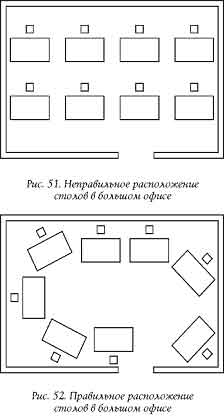 Рис. 51. Неправильное расположение
столов в большом офисе
Рис. 52. Правильное расположение
столов в большом офисе